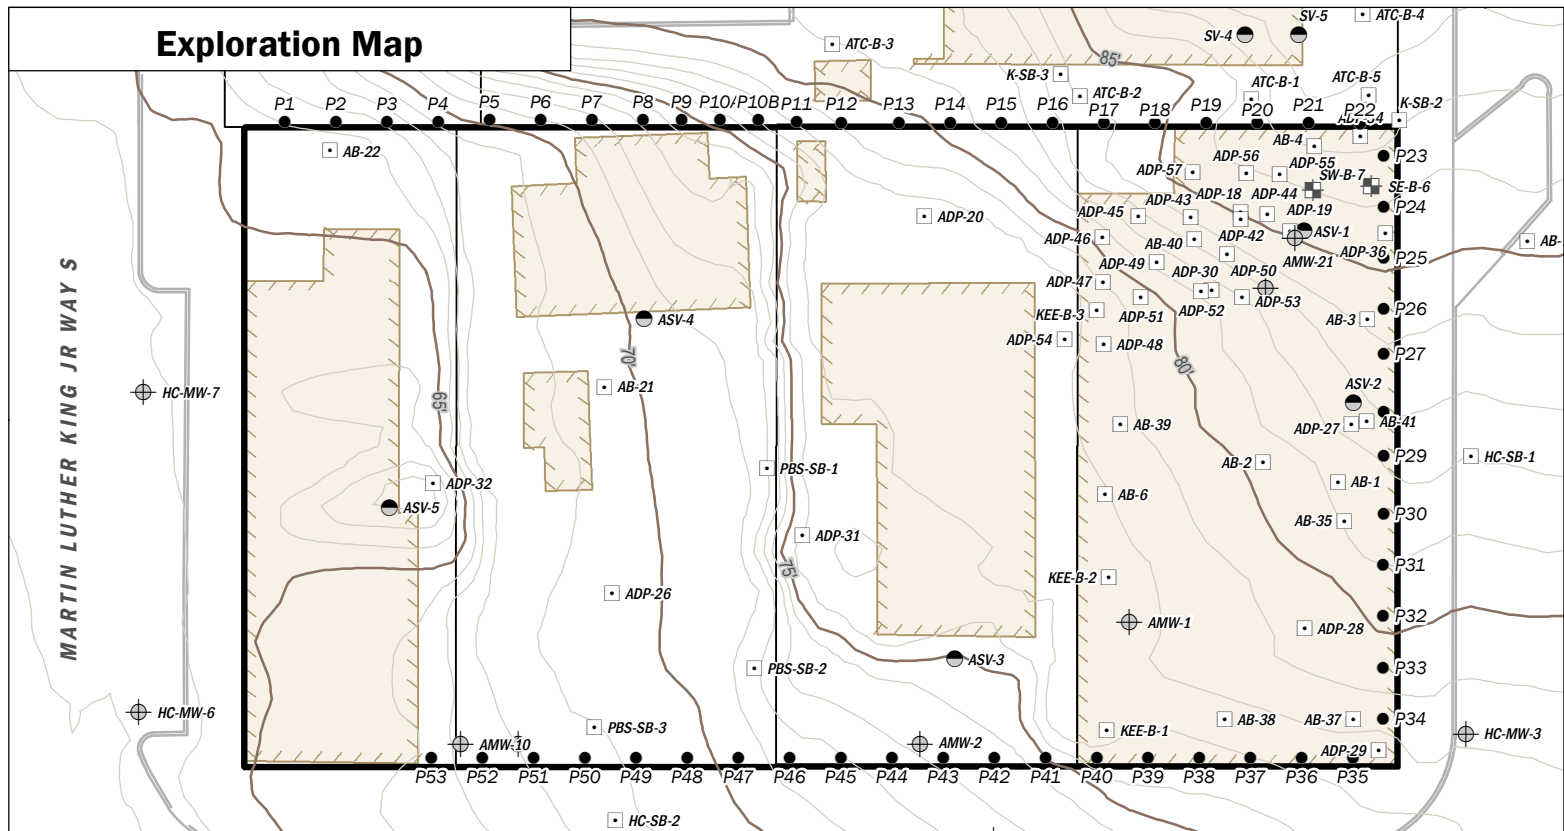 Exploration Map
SV-5
ATC-B-4
SV-4
ATC-B-3
85'
K-SB-3
ATC-B-5
ATC-B-1
ATC-B-2
K-SB-2
P1
P2
P3
P4
P5
P6
P7
P8
P9
P10A
P10B
P11
P12
P13
P14
P15
P16
P17
P18
P19
P20
P21
P22
AB-22
AB-4
P23
ADP-56
ADP-55
ADP-57
SW-B-7
SE-B-6
ADP-18
ADP-44
ADP-43
ADP-45
ADP-19
P24
ADP-20
ADP-46
AB-40
ADP-42
ASV-1
ADP-36
AB-
AMW-21
P25
ADP-49
ADP-30
ADP-50
ADP-47
ADP-51
ADP-52
ADP-53
KEE-B-3
P26
AB-3
ASV-4
ADP-54
ADP-48
P27
70'
80'
MARTIN LUTHER KING JR WAY S
HC-MW-7
65'
AB-21
ASV-2
AB-39
ADP-27
AB-41
P29
HC-SB-1
AB-2
PBS-SB-1
ADP-32
AB-1
AB-6
ASV-5
AB-35
P30
ADP-31
75'
P31
KEE-B-2
ADP-26
AMW-1
ADP-28
P32
ASV-3
PBS-SB-2
P33
HC-MW-6
PBS-SB-3
AB-38
AB-37
P34
KEE-B-1
HC-MW-3
AMW-10
AMW-2
ADP-29
P53
P52
P51
P50
P49
P48
P47
P46
P45
P44
P43
P42
P41
P40
P39
P38
P37
P36
P35
HC-SB-2